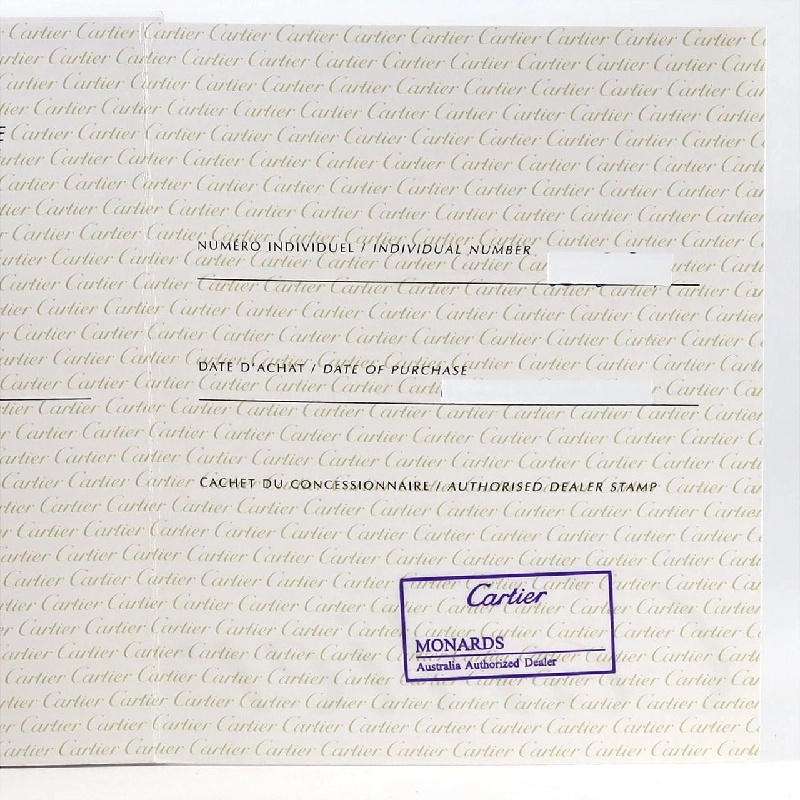 NUMÉRO INDIVIDUEL / INDIVIDUAL NUMBER
DATE D'ACHAT / DATE OF PURCHASE
CACHET DU CONCESSIONNAIRE / AUTHORISED DEALER STAMP
Cartier
MONARDS
Australia Authorized Dealer